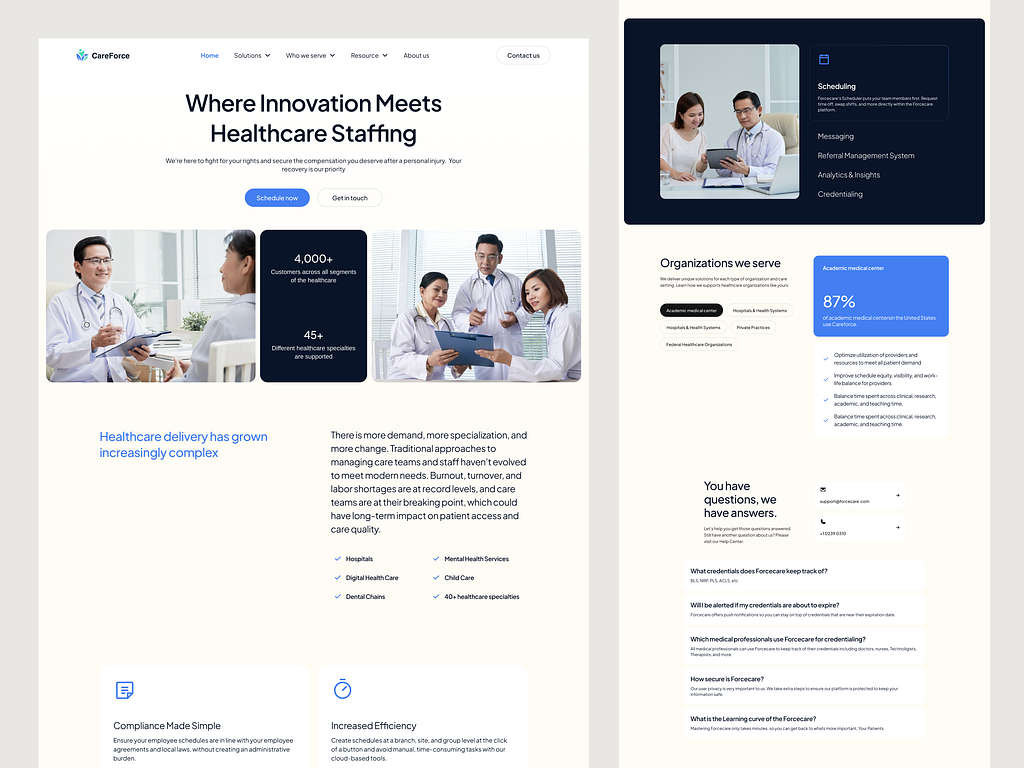 CareForce
Home
Solutions
Who we serve
Resource
About us
Contact us
Where Innovation Meets
Healthcare Staffing
We're here to fight for your rights and secure the compensation you deserve after a personal injury. Your
recovery is our priority
Schedule now
Get in touch
4,000+
Customers across all segments
of the healthcare
45+
Different healthcare specialties
are supported
Healthcare delivery has grown
increasingly complex
There is more demand, more specialization, and
more change. Traditional approaches to
managing care teams and staff haven't evolved
to meet modern needs. Burnout, turnover, and
labor shortages are at record levels, and care
teams are at their breaking point, which could
have long-term impact on patient access and
care quality.
Hospitals
Mental Health Services
Digital Health Care
Child Care
Dental Chains
40+ healthcare specialties
Compliance Made Simple
Ensure your employee schedules are in line with your employee
agreements and local laws, without creating an administrative
burden.
Increased Efficiency
Create schedules at a branch, site, and group level at the click
of a button and avoid manual, time-consuming tasks with our
cloud-based tools.
Scheduling
Forcecare's Scheduler puts your team members first. Request
time off, swap shifts, and more directly within the Forcecare
platform.
Messaging
Referral Management System
Analytics & Insights
Credentialing
Organizations we serve
We deliver unique solutions for each type of organization and care
setting. Learn how we supports healthcare organizations like yours.
Academic medical center
Hospitals & Health Systems
Hospitals & Health Systems
Private Practices
Federal Healthcare Organizations
Academic medical center
87%
of academic medical centersin the United States
use Careforce.
Optimize utilization of providers and
resources to meet all patient demand
Improve schedule equity, visibility, and work-
life balance for providers
Balance time spent across clinical, research,
academic, and teaching time.
Balance time spent across clinical, research,
academic, and teaching time.
You have
questions, we
have answers.
Let's help you get those questions answered.
Still have another question about us? Please
visit our Help Center.
support@forcecare.com
+1 0239 0310
What credentials does Forcecare keep track of?
BLS, NRP, PLS, ACLS, etc
Will I be alerted if my credentials are about to expire?
Forcecare offers push notifications so you can stay on top of credentials that are near their expiration date.
Which medical professionals use Forcecare for credentialing?
All medical professionals can use Forcecare to keep track of their credentials including doctors, nurses, Technoligists,
Therapists, and more.
How secure is Forcecare?
Our user privacy is very important to us. We take extra steps to ensure our platform is protected to keep your
information safe.
What is the Learning curve of the Forcecare?
Mastering Forcecare only takes minutes, so you can get back to whats more important, Your Patients.